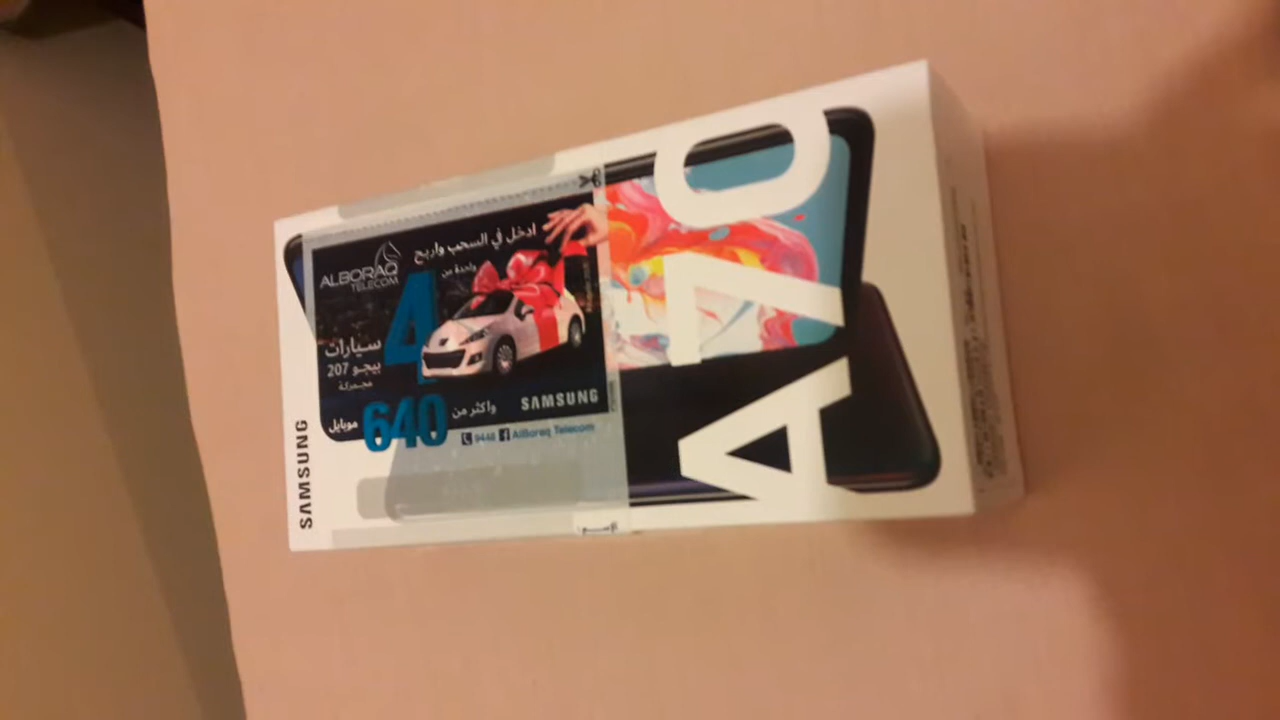 SAMSUNG
A70
ALBORAQ
TELECOM
ادخل في السحب واربح
واحدة من
4
سيارات
بيجو 207
مجمركة
واكثر من
640
موبايل
SAMSUNG
9448 AlBoraq Telecom